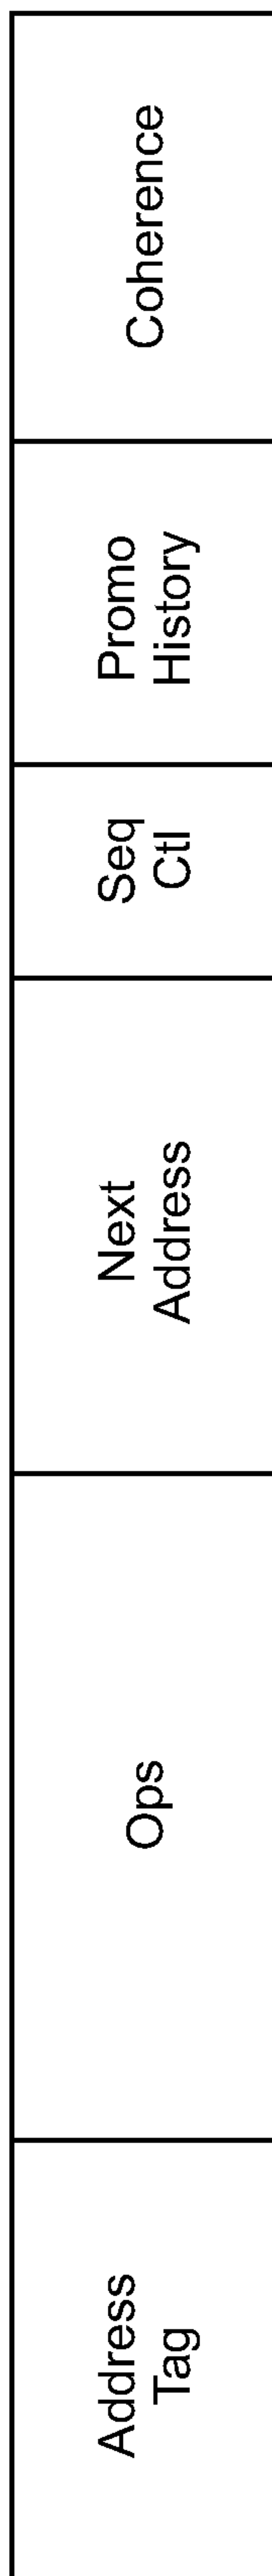 Address
Tag
Ops
Next
Address
Seq
Ctl
Promo
History
Coherence